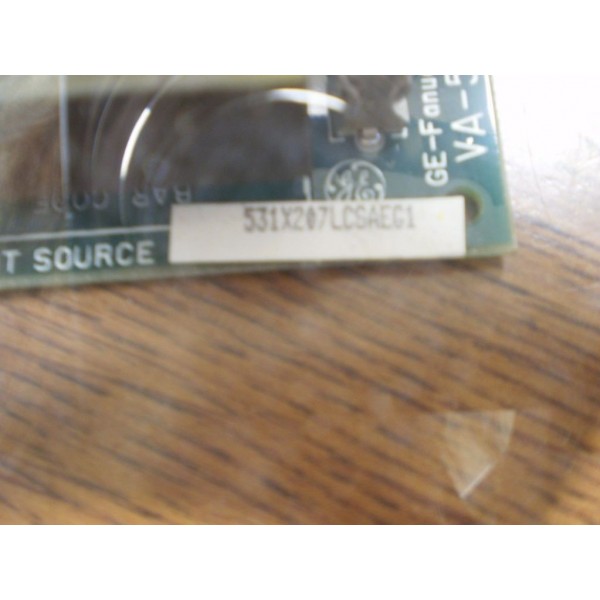 GE-Fanuc
VA-
BAR CODE
531X207LCSAEG1
T SOURCE